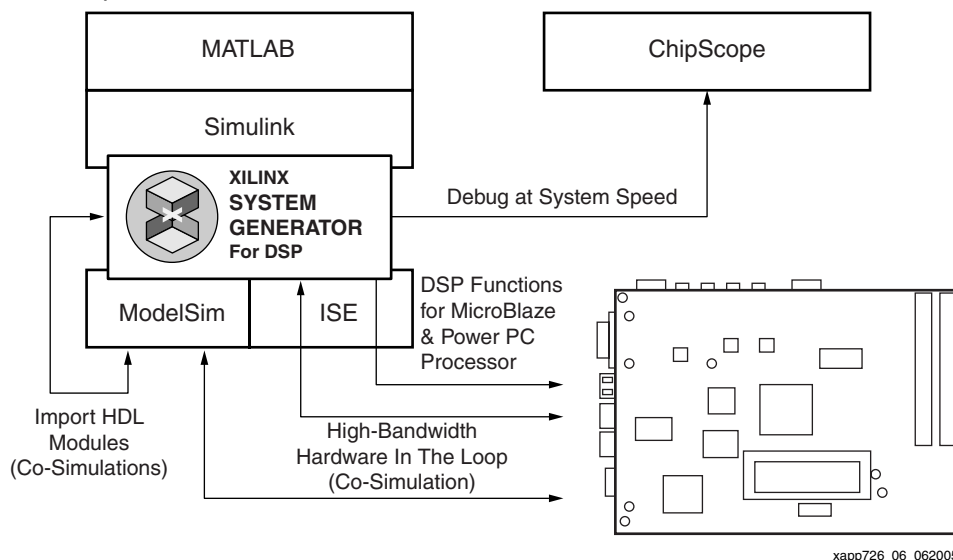 MATLAB
ChipScope
Simulink
XILINX
SYSTEM
GENERATOR
For DSP
Debug at System Speed
ModelSim
ISE
DSP Functions
for MicroBlaze
& Power PC
Processor
Import HDL
Modules
(Co-Simulations)
High-Bandwidth
Hardware In The Loop
(Co-Simulation)
xapp726_06_062005